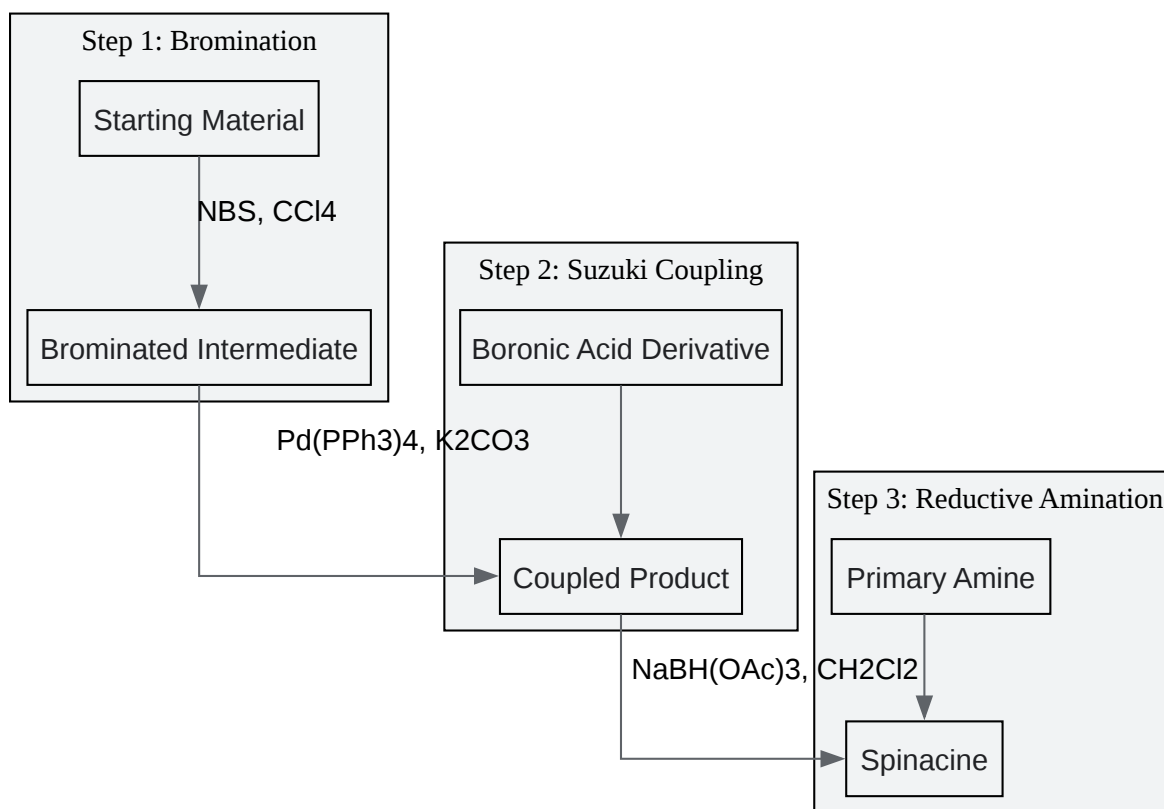 Step 1: Bromination
Starting Material
NBS, CCl4
Brominated Intermediate
Step 2: Suzuki Coupling
Boronic Acid Derivative
Pd(PPh3)4, K2CO3
Coupled Product
Step 3: Reductive Amination
Primary Amine
NaBH(OAc)3, CH2Cl2
Spinacine